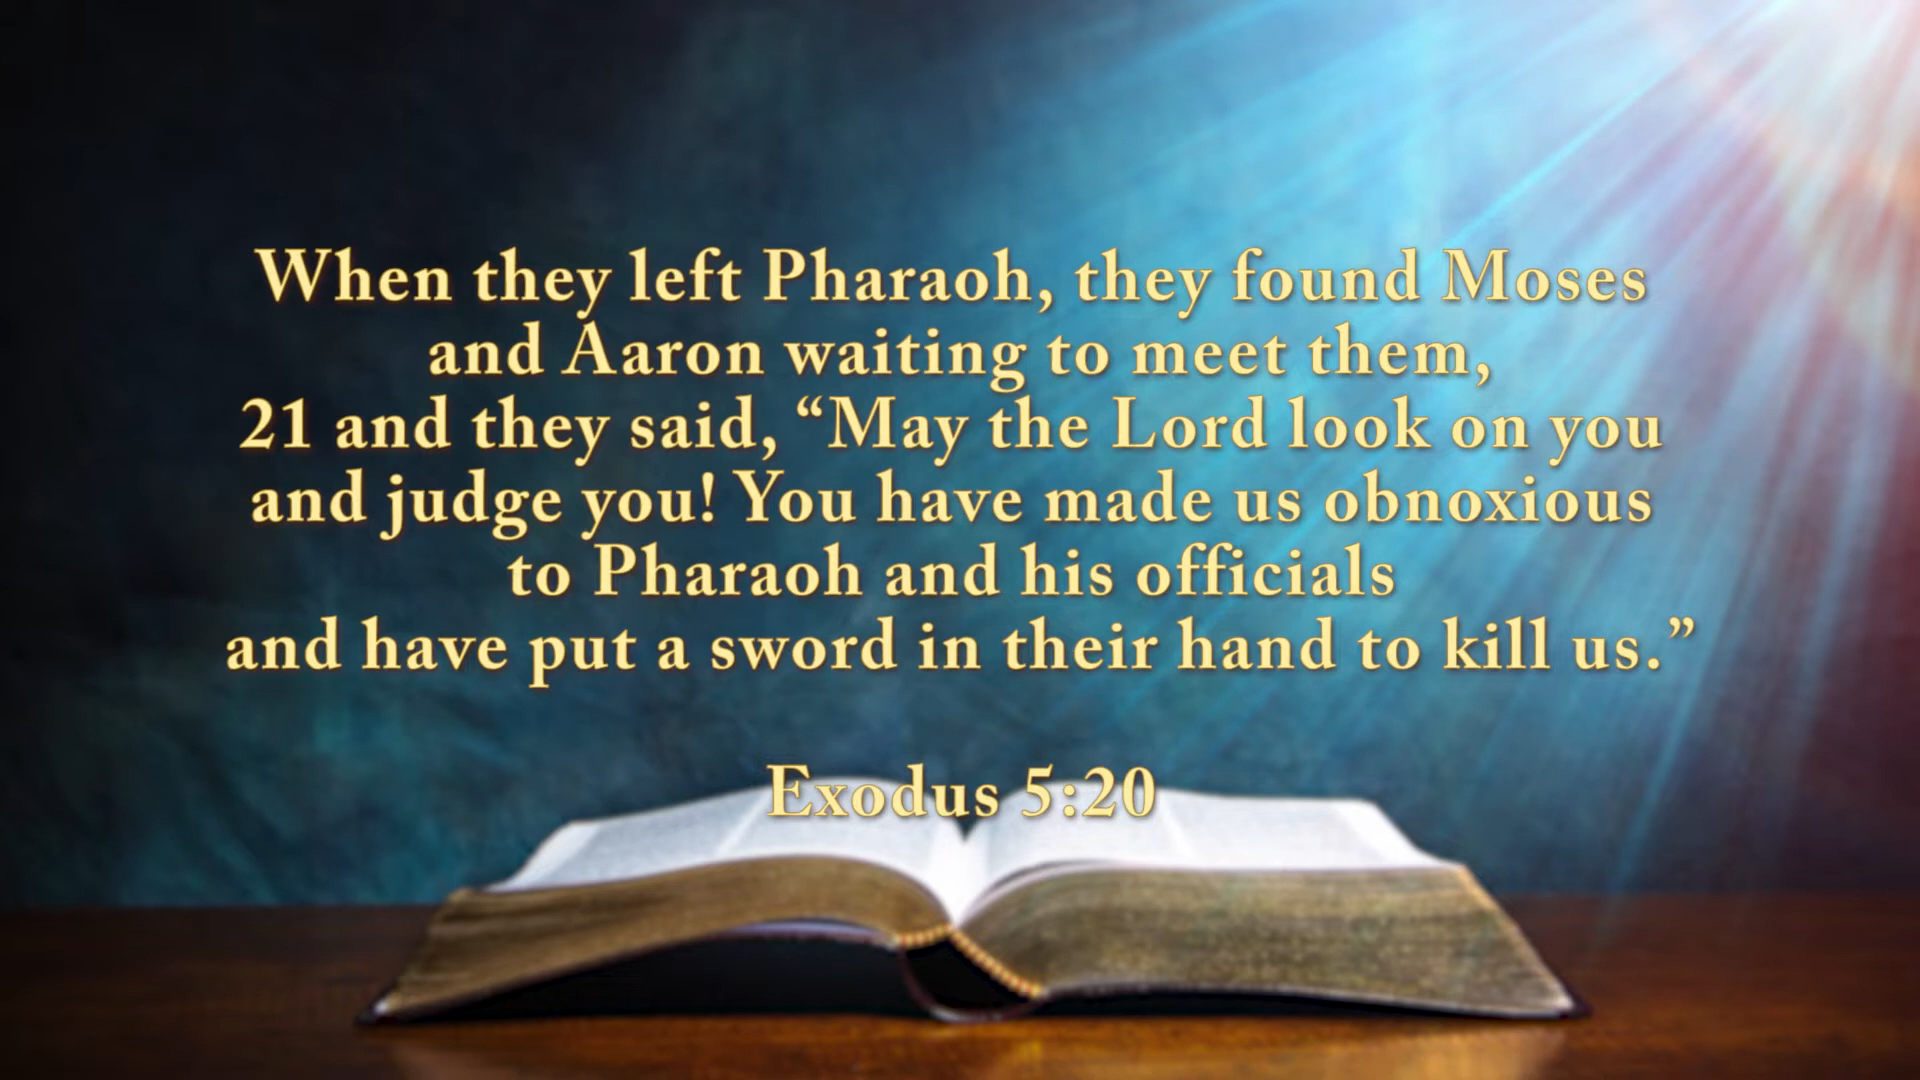 When they left Pharaoh, they found Moses
and Aaron waiting to meet them,
21 and they said, “May the Lord look on you
and judge you! You have made us obnoxious
to Pharaoh and his officials
and have put a sword in their hand to kill us.”
Exodus 5:20